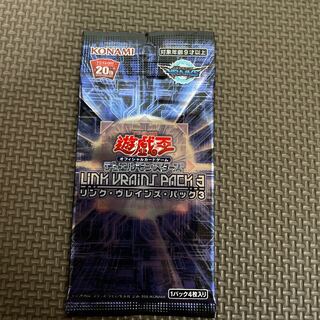 KONAMI
対象年齢9才以上
20th
VRAINS
遊戯王
オフィシャルカードゲーム
デュエルモンスターズ
LINK VRAINS PACK 3
リンク・ヴレインズ・パック3
1パック4枚入り